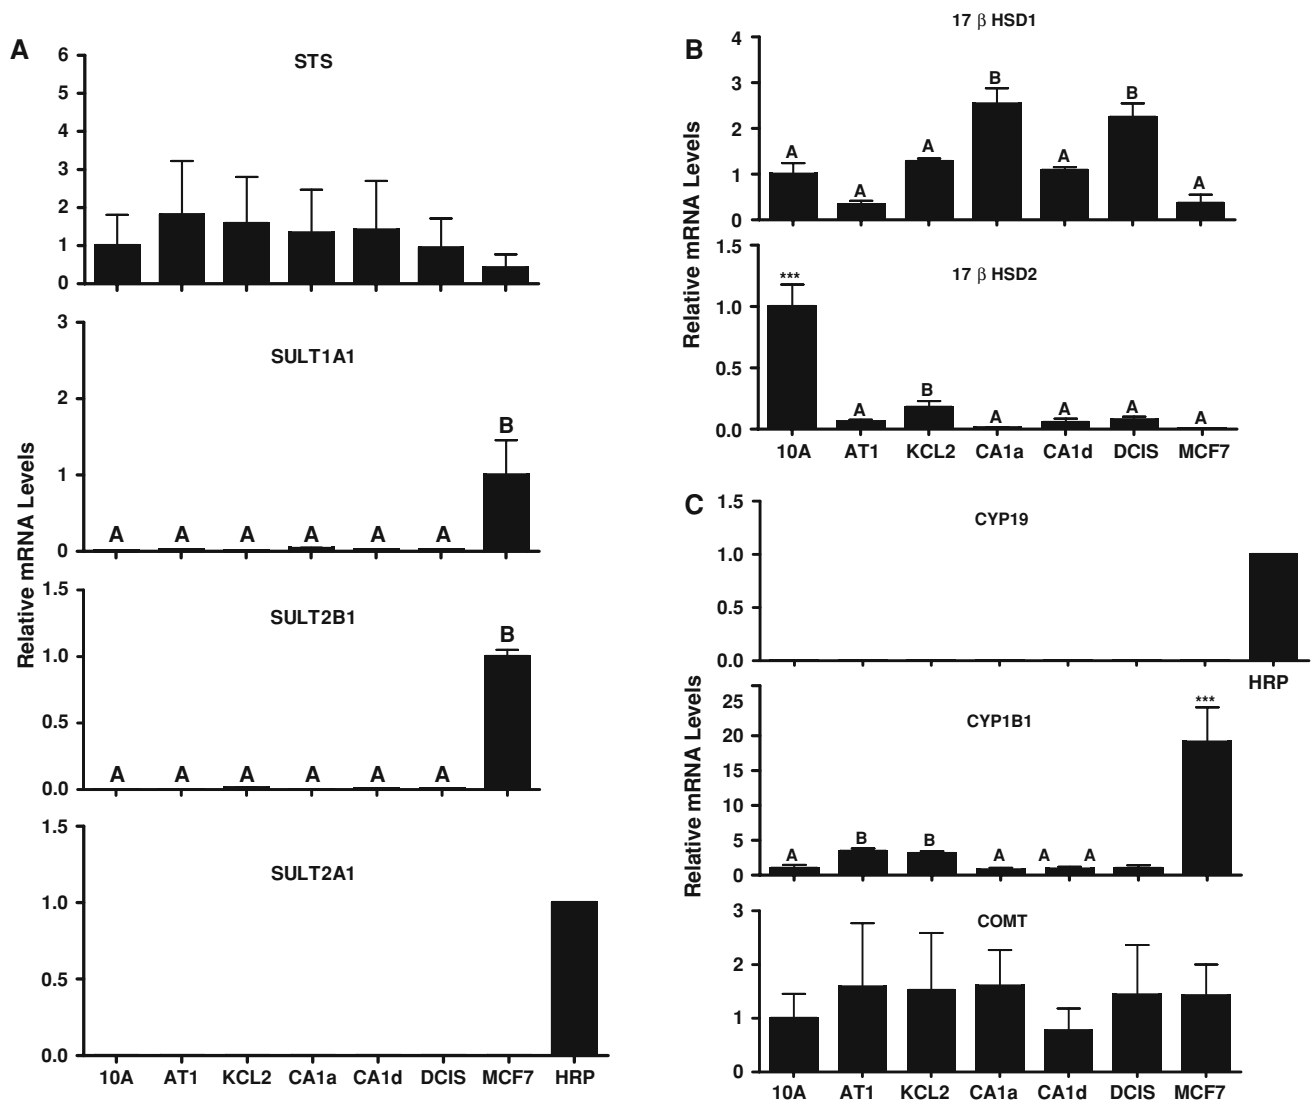 A
STS
6
5
4
3
2
1
0
SULT1A1
3
2
1
0
A A A A A A B
Relative mRNA Levels
SULT2B1
1.5
1.0
0.5
0.0
A A A A A A B
SULT2A1
1.5
1.0
0.5
0.0
10A AT1 KCL2 CA1a CA1d DCIS MCF7 HRP
B
17 β HSD1
4
3
2
1
0
A A A B A B A
Relative mRNA Levels
17 β HSD2
1.5
1.0
0.5
0.0
*** A B A A A A
10A AT1 KCL2 CA1a CA1d DCIS MCF7
C
CYP19
1.5
1.0
0.5
0.0
HRP
Relative mRNA Levels
CYP1B1
25
20
15
10
5
0
A B B A A A ***
COMT
3
2
1
0
10A AT1 KCL2 CA1a CA1d DCIS MCF7